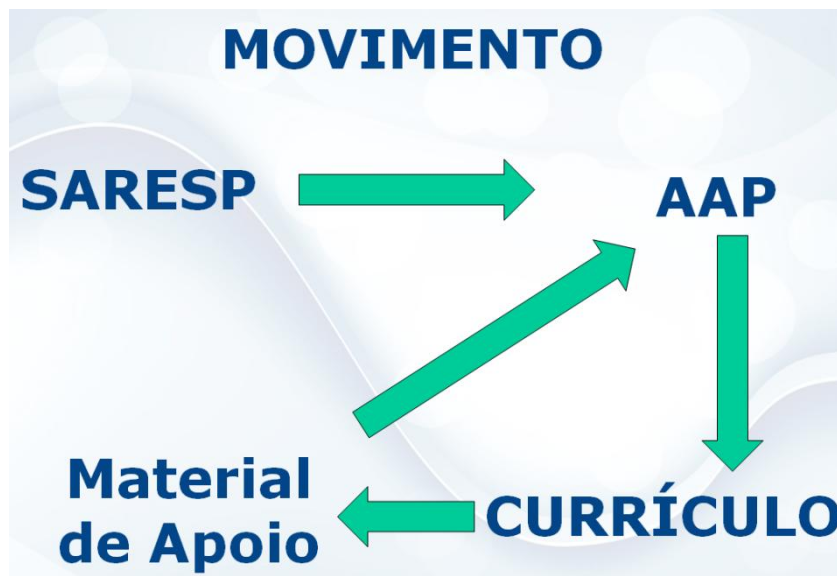 MOVIMENTO
SARESP
AAP
Material
de Apoio
CURRÍCULO